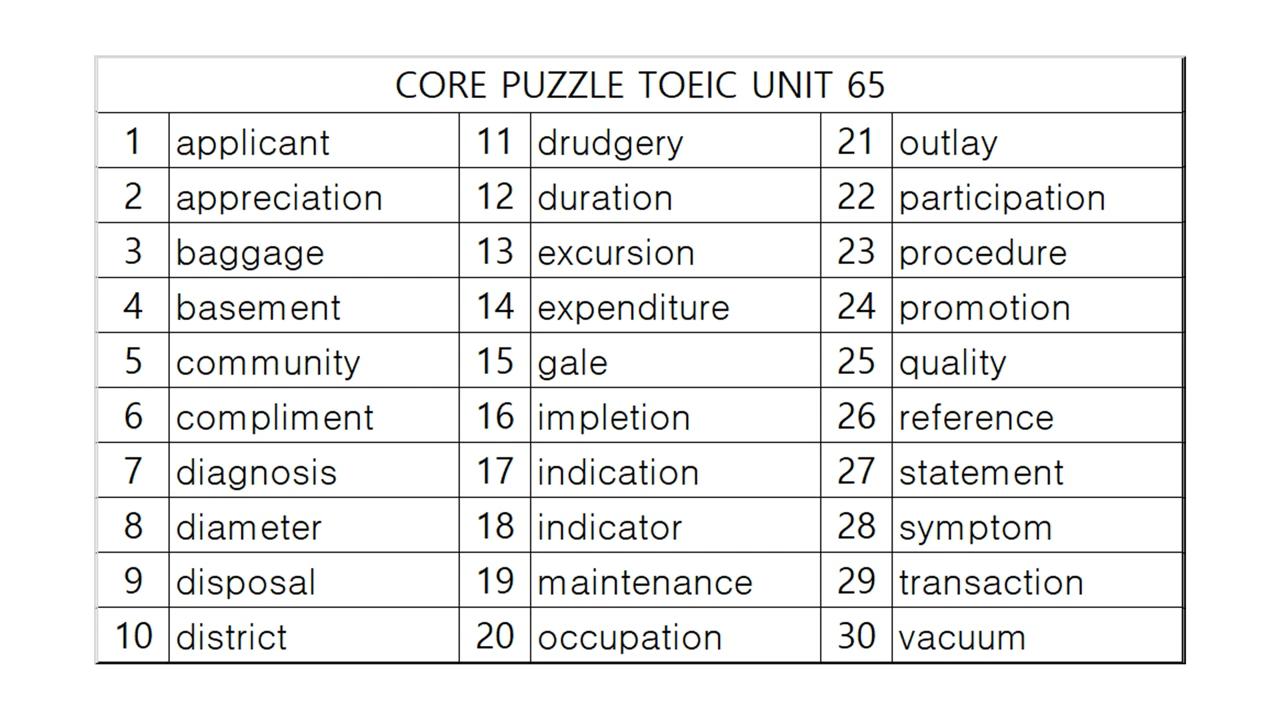 CORE PUZZLE TOEIC UNIT 65
1 applicant 11 drudgery 21 outlay
2 appreciation 12 duration 22 participation
3 baggage 13 excursion 23 procedure
4 basement 14 expenditure 24 promotion
5 community 15 gale 25 quality
6 compliment 16 impletion 26 reference
7 diagnosis 17 indication 27 statement
8 diameter 18 indicator 28 symptom
9 disposal 19 maintenance 29 transaction
10 district 20 occupation 30 vacuum